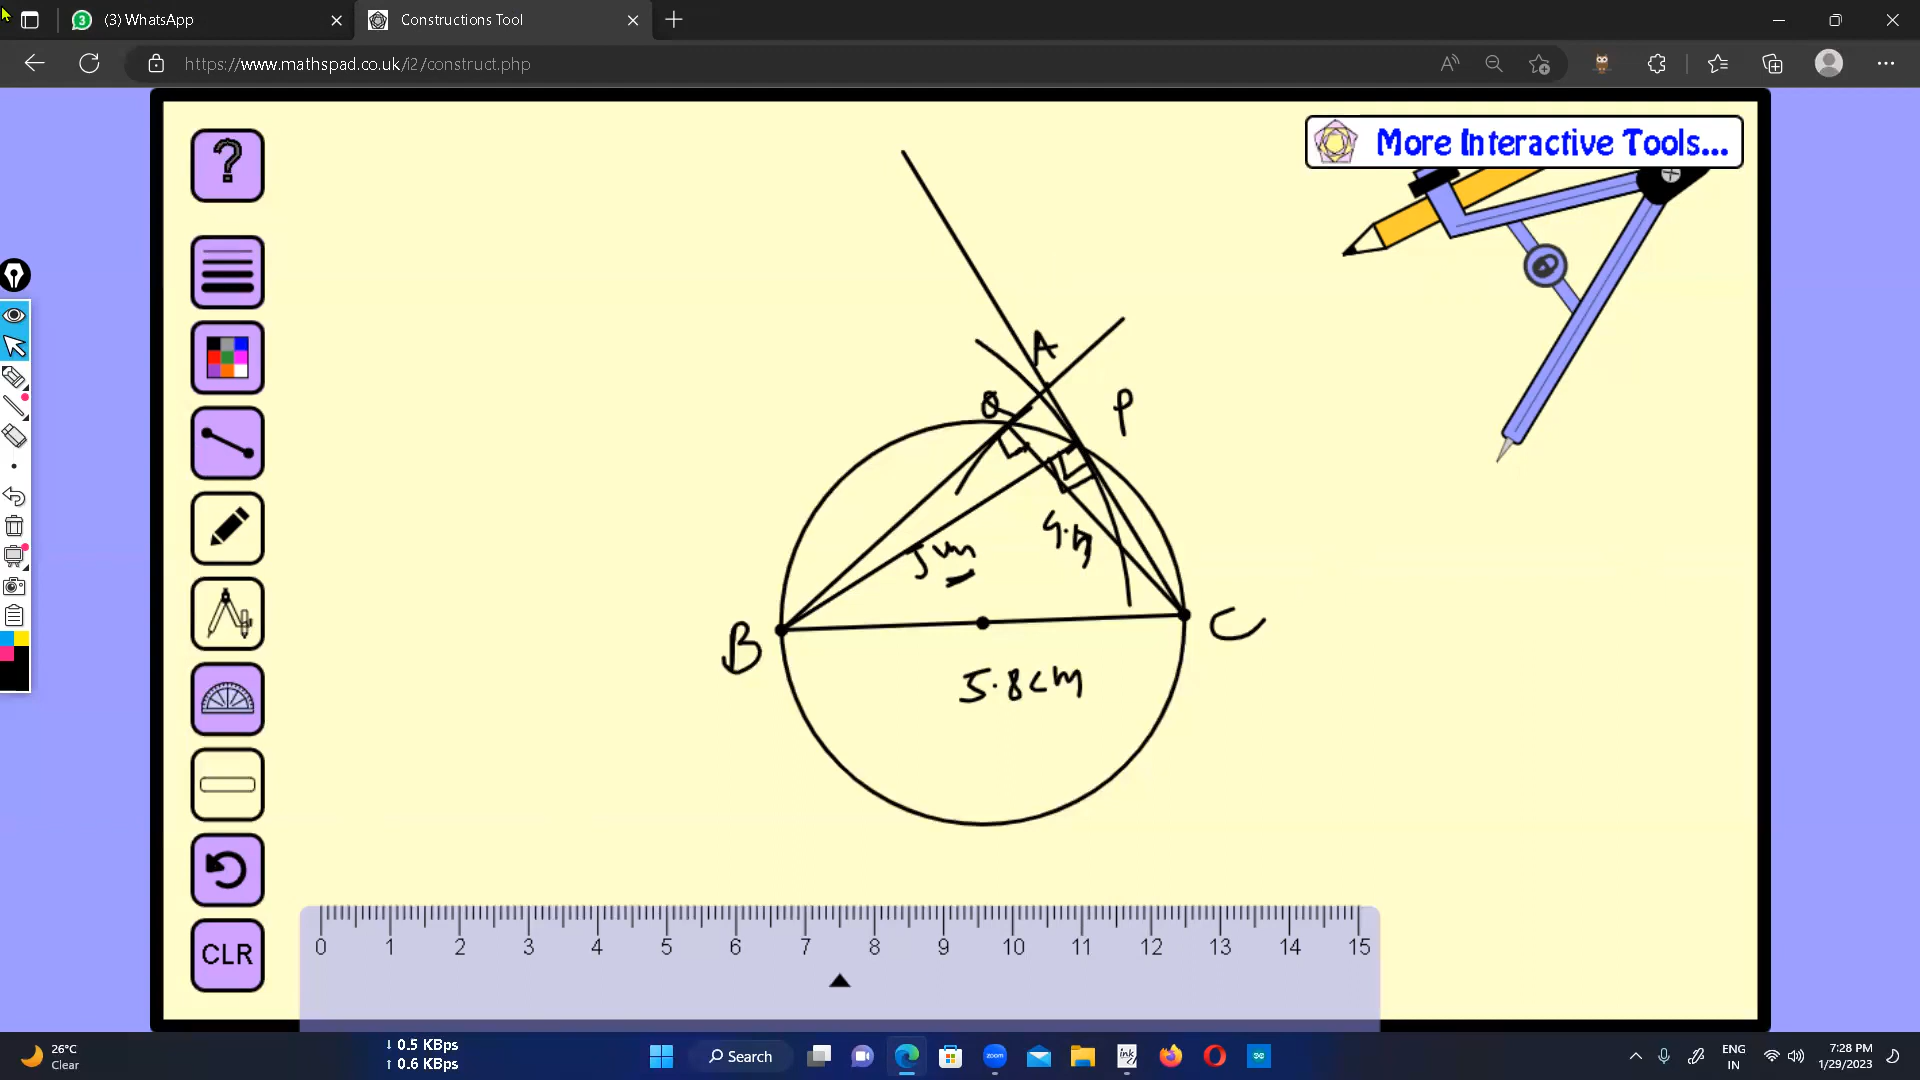 (3) WhatsApp
Constructions Tool
https://www.mathspad.co.uk/i2/construct.php
More Interactive Tools...
?
A
Q
P
B
C
5.8cm
CLR
0 1 2 3 4 5 6 7 8 9 10 11 12 13 14 15
26°C
Clear
↓ 0.5 KBps
↑ 0.6 KBps
Search
zoom
ink
ENG
IN
7:28 PM
1/29/2023